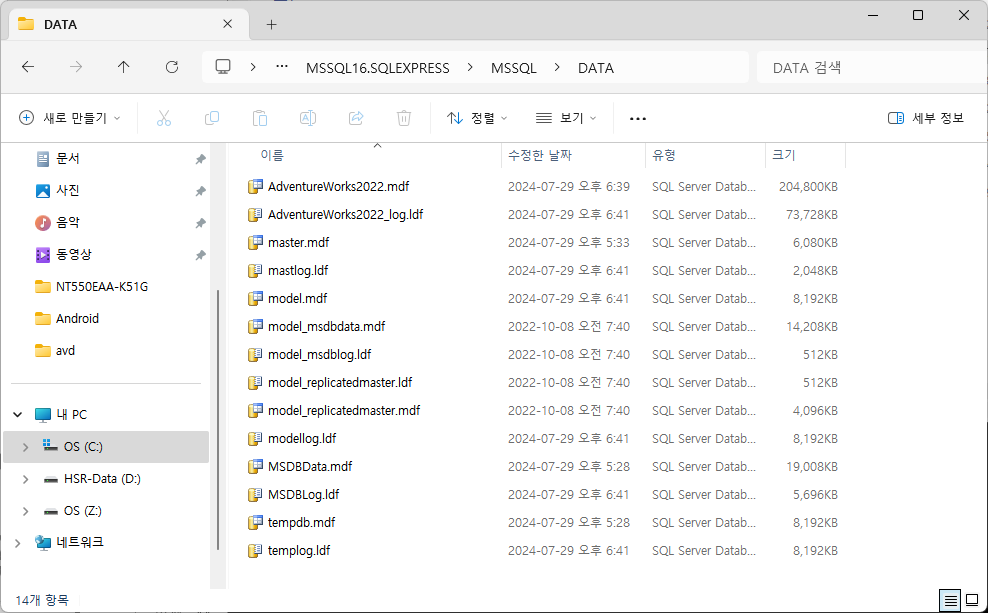 DATA
MSSQL16.SQLEXPRESS > MSSQL > DATA
DATA 검색
새로 만들기
정렬
보기
세부 정보
문서
사진
음악
동영상
NT550EAA-K51G
Android
avd
내 PC
OS (C:)
HSR-Data (D:)
OS (Z:)
네트워크
이름 수정한 날짜 유형 크기
AdventureWorks2022.mdf 2024-07-29 오후 6:39 SQL Server Datab... 204,800KB
AdventureWorks2022_log.ldf 2024-07-29 오후 6:41 SQL Server Datab... 73,728KB
master.mdf 2024-07-29 오후 5:33 SQL Server Datab... 6,080KB
mastlog.ldf 2024-07-29 오후 6:41 SQL Server Datab... 2,048KB
model.mdf 2024-07-29 오후 6:41 SQL Server Datab... 8,192KB
model_msdbdata.mdf 2022-10-08 오전 7:40 SQL Server Datab... 14,208KB
model_msdblog.ldf 2022-10-08 오전 7:40 SQL Server Datab... 512KB
model_replicatedmaster.ldf 2022-10-08 오전 7:40 SQL Server Datab... 512KB
model_replicatedmaster.mdf 2022-10-08 오전 7:40 SQL Server Datab... 4,096KB
modellog.ldf 2024-07-29 오후 6:41 SQL Server Datab... 8,192KB
MSDBData.mdf 2024-07-29 오후 5:28 SQL Server Datab... 19,008KB
MSDBLog.ldf 2024-07-29 오후 6:41 SQL Server Datab... 5,696KB
tempdb.mdf 2024-07-29 오후 5:28 SQL Server Datab... 8,192KB
templog.ldf 2024-07-29 오후 6:41 SQL Server Datab... 8,192KB
14개 항목